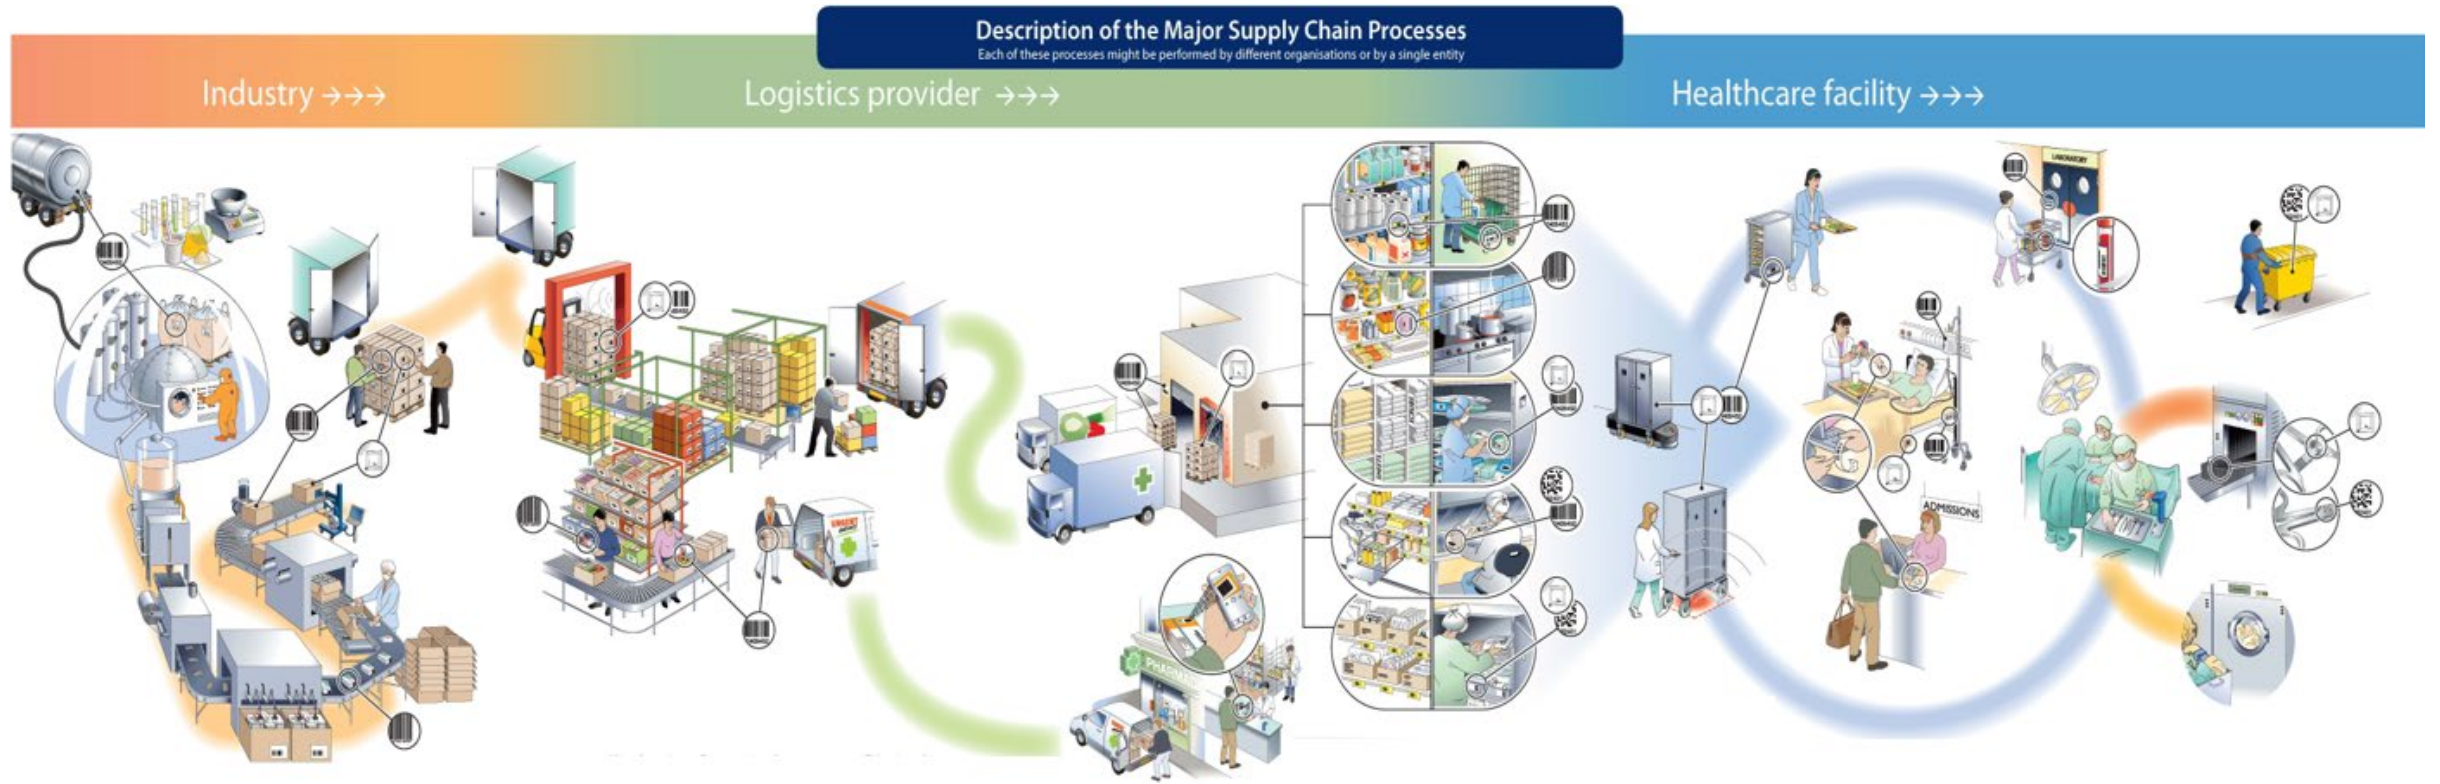 Description of the Major Supply Chain Processes
Each of these processes might be performed by different organisations or by a single entity
Industry →→→
Logistics provider →→→
Healthcare facility →→→
LABORATORY
URGENT
ADMISSIONS